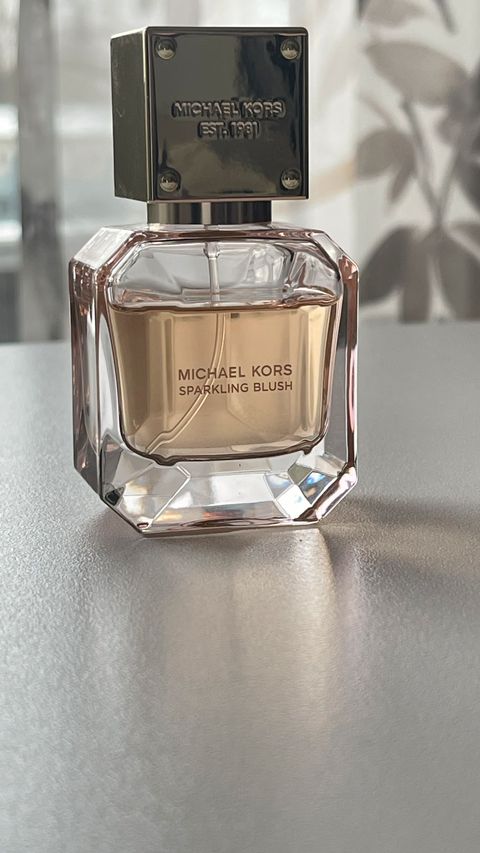 MICHAEL KORS
EST. 1981
MICHAEL KORS
SPARKLING BLUSH